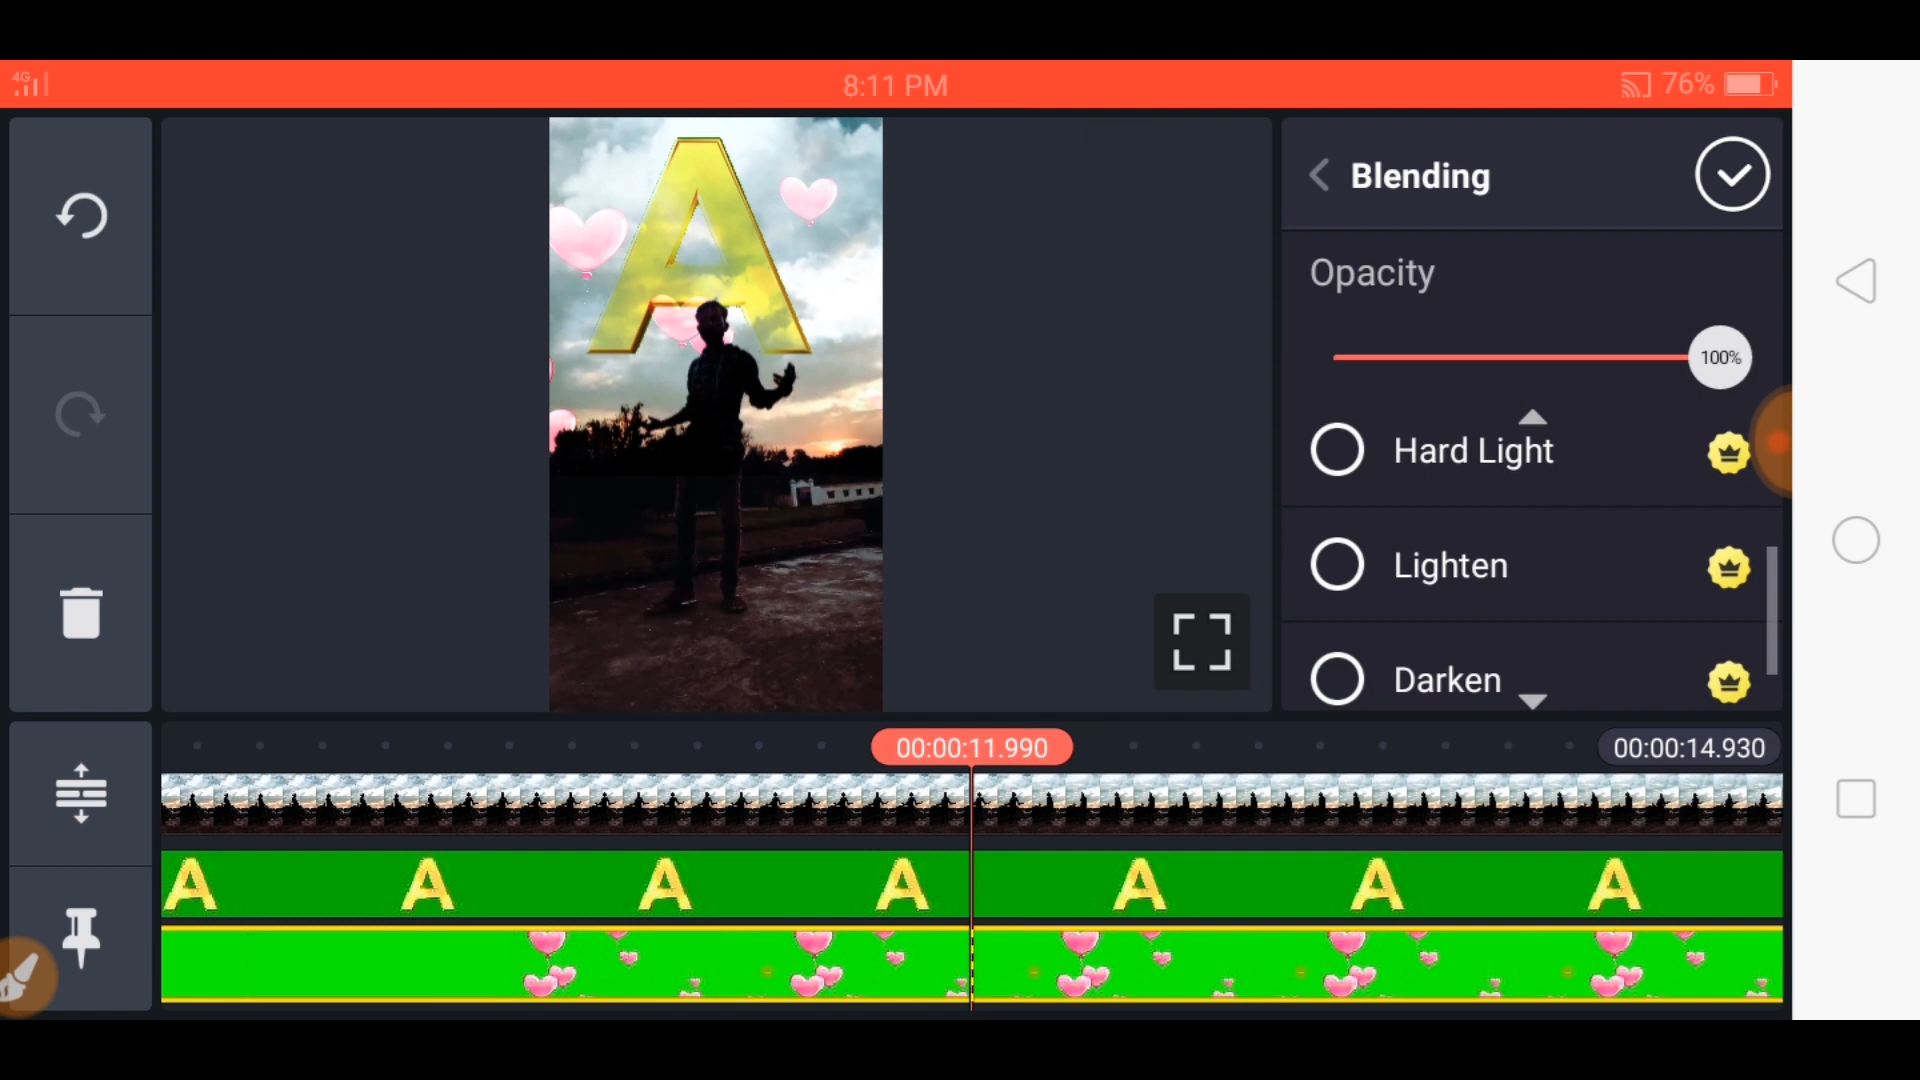 4G
8:11 PM
76%
A
Blending
Opacity
100%
Hard Light
Lighten
Darken
00:00:11.990
00:00:14.930
A A A A A A A